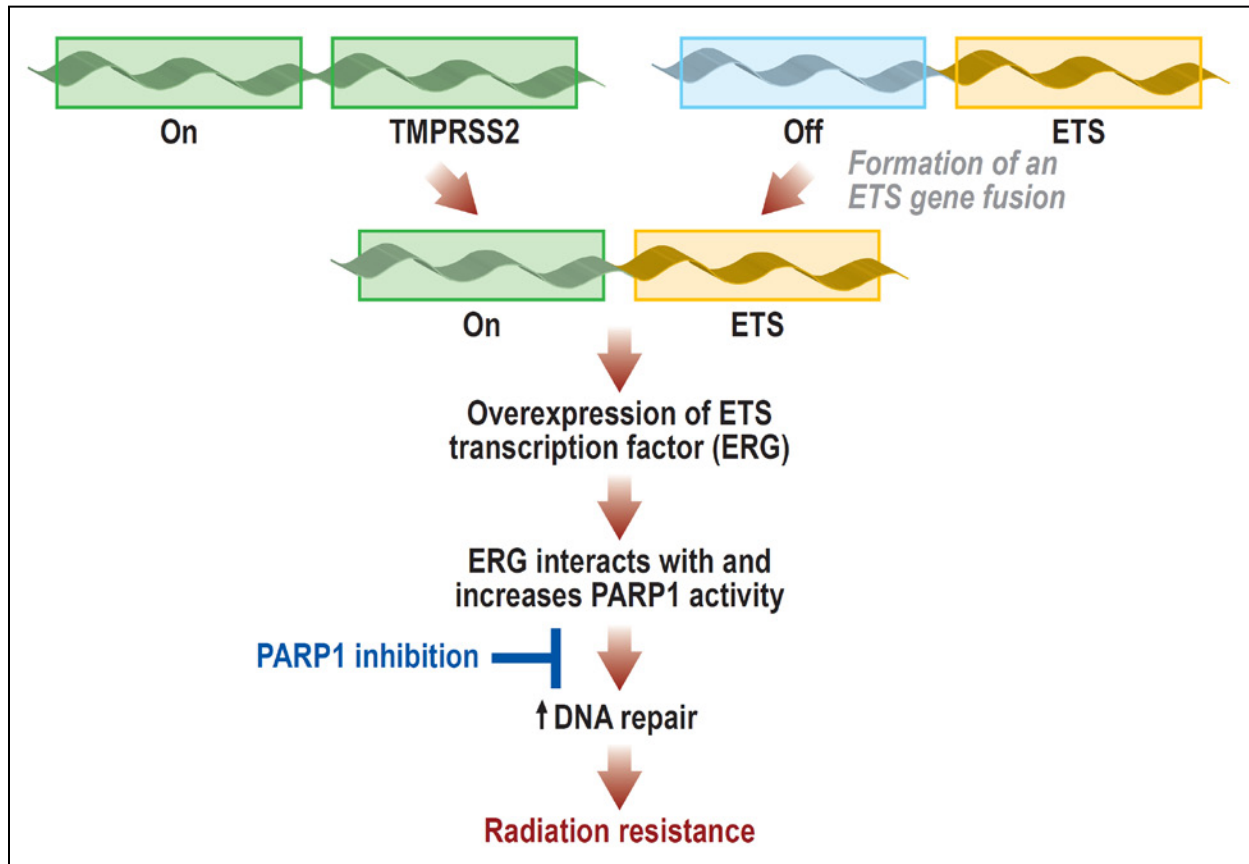 On
TMPRSS2
Off
ETS
Formation of an
ETS gene fusion
On
ETS
Overexpression of ETS
transcription factor (ERG)
ERG interacts with and
increases PARP1 activity
PARP1 inhibition
↑DNA repair
Radiation resistance